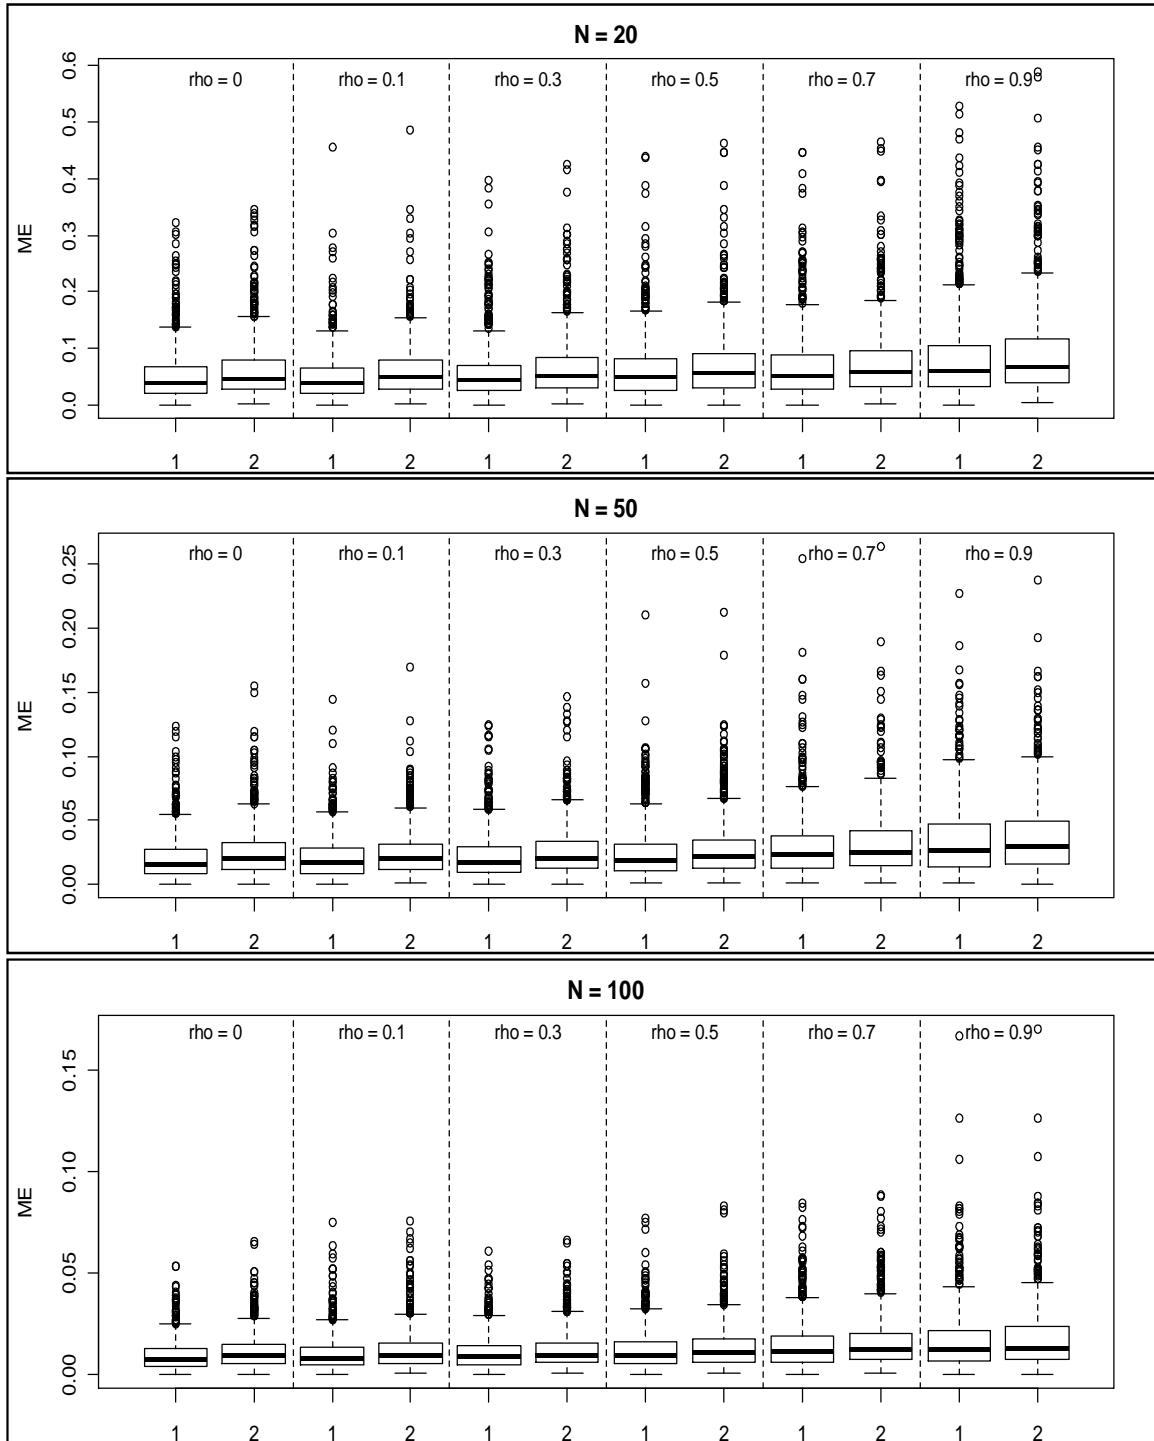 N = 20
rho = 0 rho = 0.1 rho = 0.3 rho = 0.5 rho = 0.7 rho = 0.9
0.6
0.5
0.4
0.3
0.2
0.1
0.0
ME
1 2 1 2 1 2 1 2 1 2 1 2
N = 50
rho = 0 rho = 0.1 rho = 0.3 rho = 0.5 rho = 0.7 rho = 0.9
0.25
0.20
0.15
0.10
0.05
0.00
ME
1 2 1 2 1 2 1 2 1 2 1 2
N = 100
rho = 0 rho = 0.1 rho = 0.3 rho = 0.5 rho = 0.7 rho = 0.9
0.15
0.10
0.05
0.00
ME
1 2 1 2 1 2 1 2 1 2 1 2